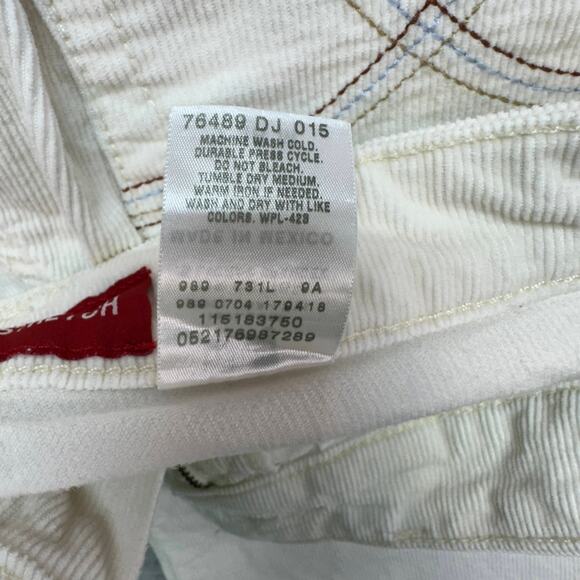 76489 DJ 015
MACHINE WASH COLD.
DURABLE PRESS CYCLE.
DO NOT BLEACH.
TUMBLE DRY MEDIUM.
WARM IRON IF NEEDED.
WASH AND DRY WITH LIKE
COLORS. WPL-423
MADE IN MEXICO
989 731L 9A
989 0704 179418
115183750
052176987289
STRETCH